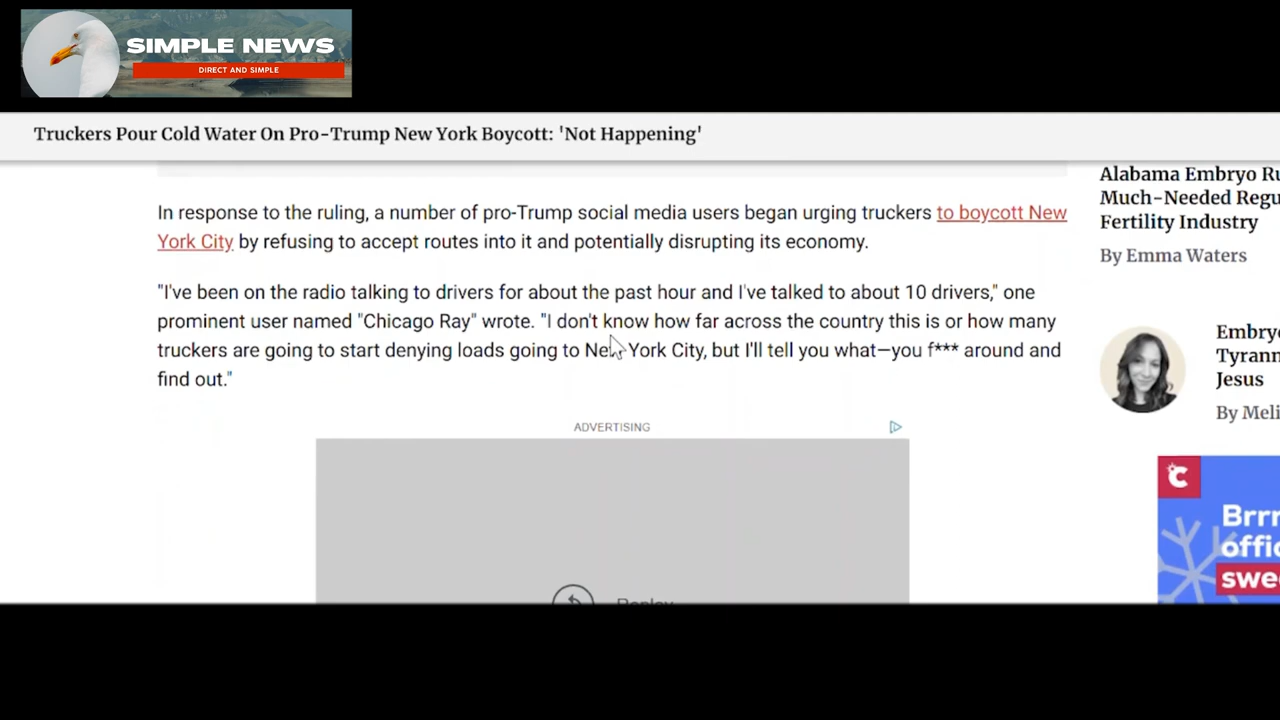 SIMPLE NEWS
DIRECT AND SIMPLE
Truckers Pour Cold Water On Pro-Trump New York Boycott: 'Not Happening'
In response to the ruling, a number of pro-Trump social media users began urging truckers to boycott New
York City by refusing to accept routes into it and potentially disrupting its economy.
"I've been on the radio talking to drivers for about the past hour and I've talked to about 10 drivers," one
prominent user named "Chicago Ray" wrote. "I don't know how far across the country this is or how many
truckers are going to start denying loads going to New York City, but I'll tell you what—you f*** around and
find out."
ADVERTISING
Replay
Alabama Embryo Ru
Much-Needed Regu
Fertility Industry
By Emma Waters
Embryo
Tyrann
Jesus
By Meli
Brrr
offic
swe